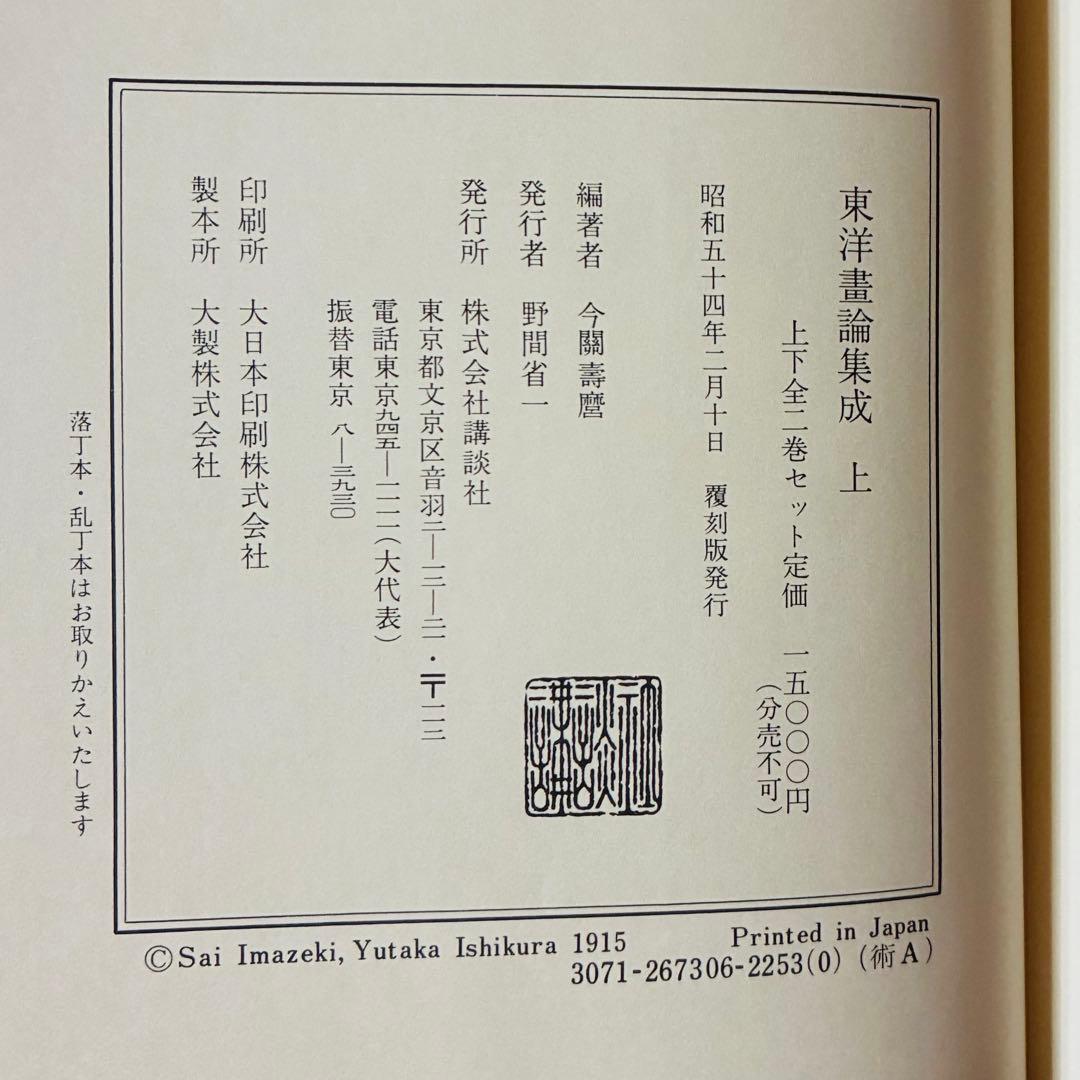 東洋畫論集成 上
上下全二巻セット定価 一五〇〇〇円
（分売不可）
昭和五十四年二月十日 覆刻版発行
編著者 今關壽麿
発行者 野間省一
発行所 株式会社講談社
東京都文京区音羽二―一二―二一・〒一一二
電話東京九四五―一一一一（大代表）
振替東京 八―三九三〇
印刷所 大日本印刷株式会社
製本所 大製株式会社
落丁本・乱丁本はお取りかえいたします
講談社
©Sai Imazeki, Yutaka Ishikura 1915
Printed in Japan
3071-267306-2253(0) (術A)